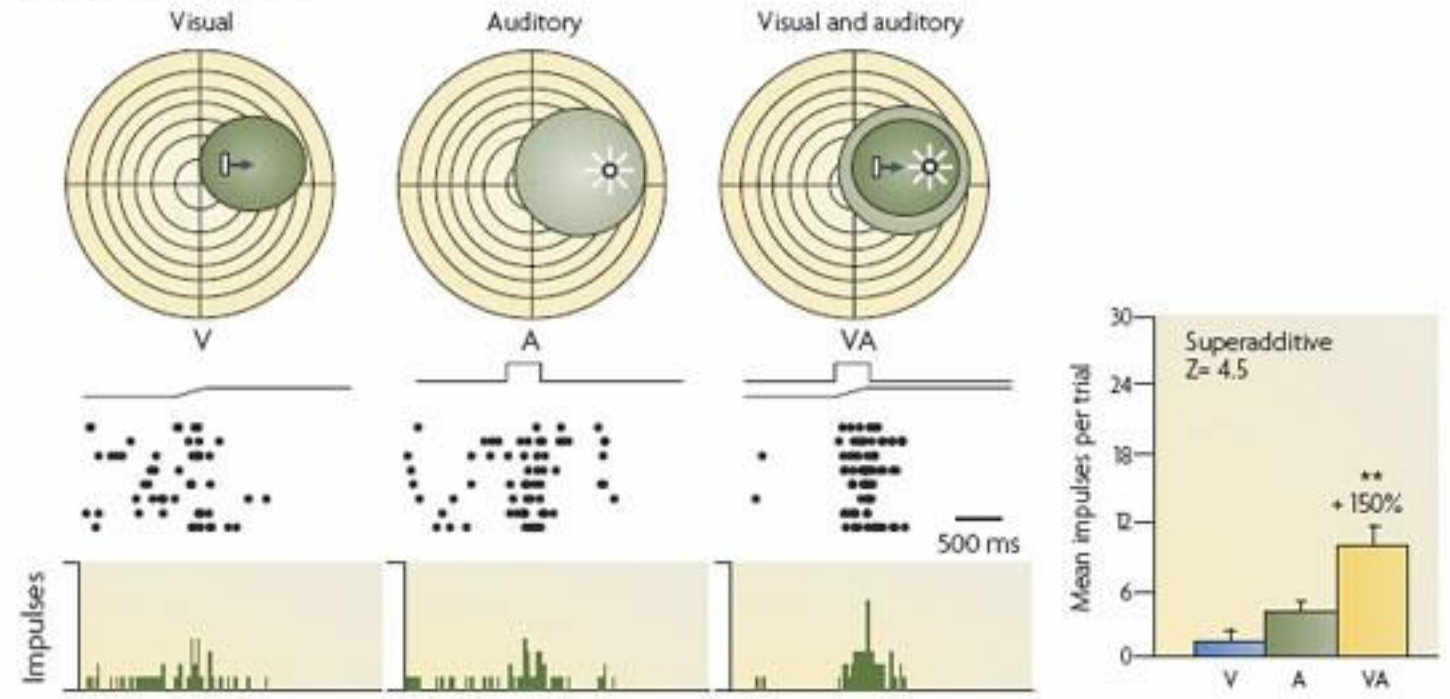 Visual
Auditory
Visual and auditory
V
A
VA
500 ms
Impulses
Mean impulses per trial
30
24
18
12
6
0
Superadditive
Z= 4.5
**
+ 150%
V
A
VA